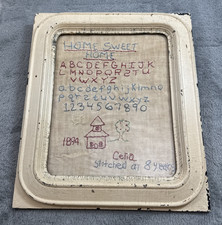 HOME SWEET
HOME
ABCDEFGHIJK
LMNOPQRSTU
VWXYZ
abcdefghijklmno
pqrstuvwxyz
1234567890
1894
Celia
stitched at 8 years